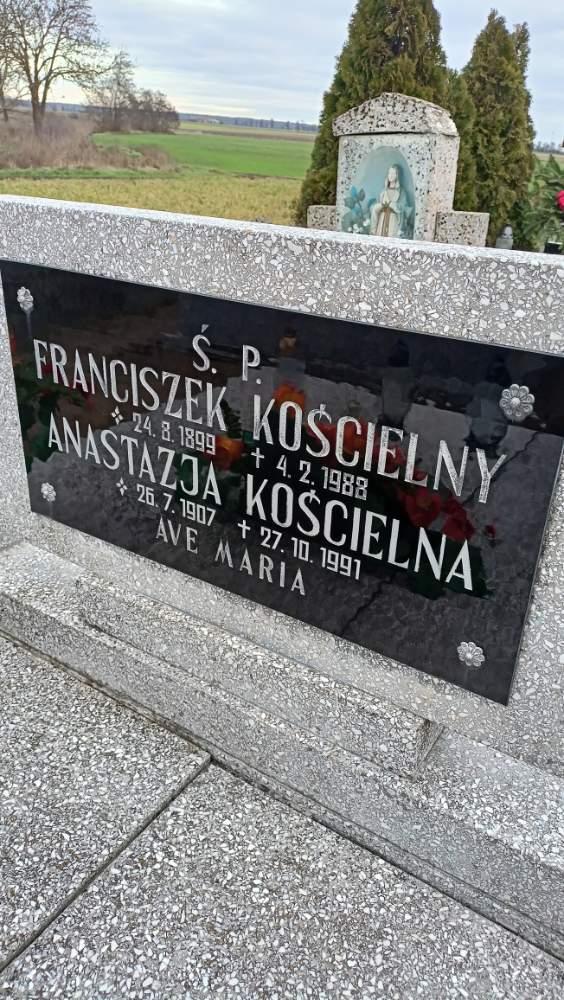 Ś. P.
FRANCISZEK KOŚCIELNY
24.8.1899 † 4.2.1988
ANASTAZJA KOŚCIELNA
26.7.1907 † 27.10.1991
AVE MARIA